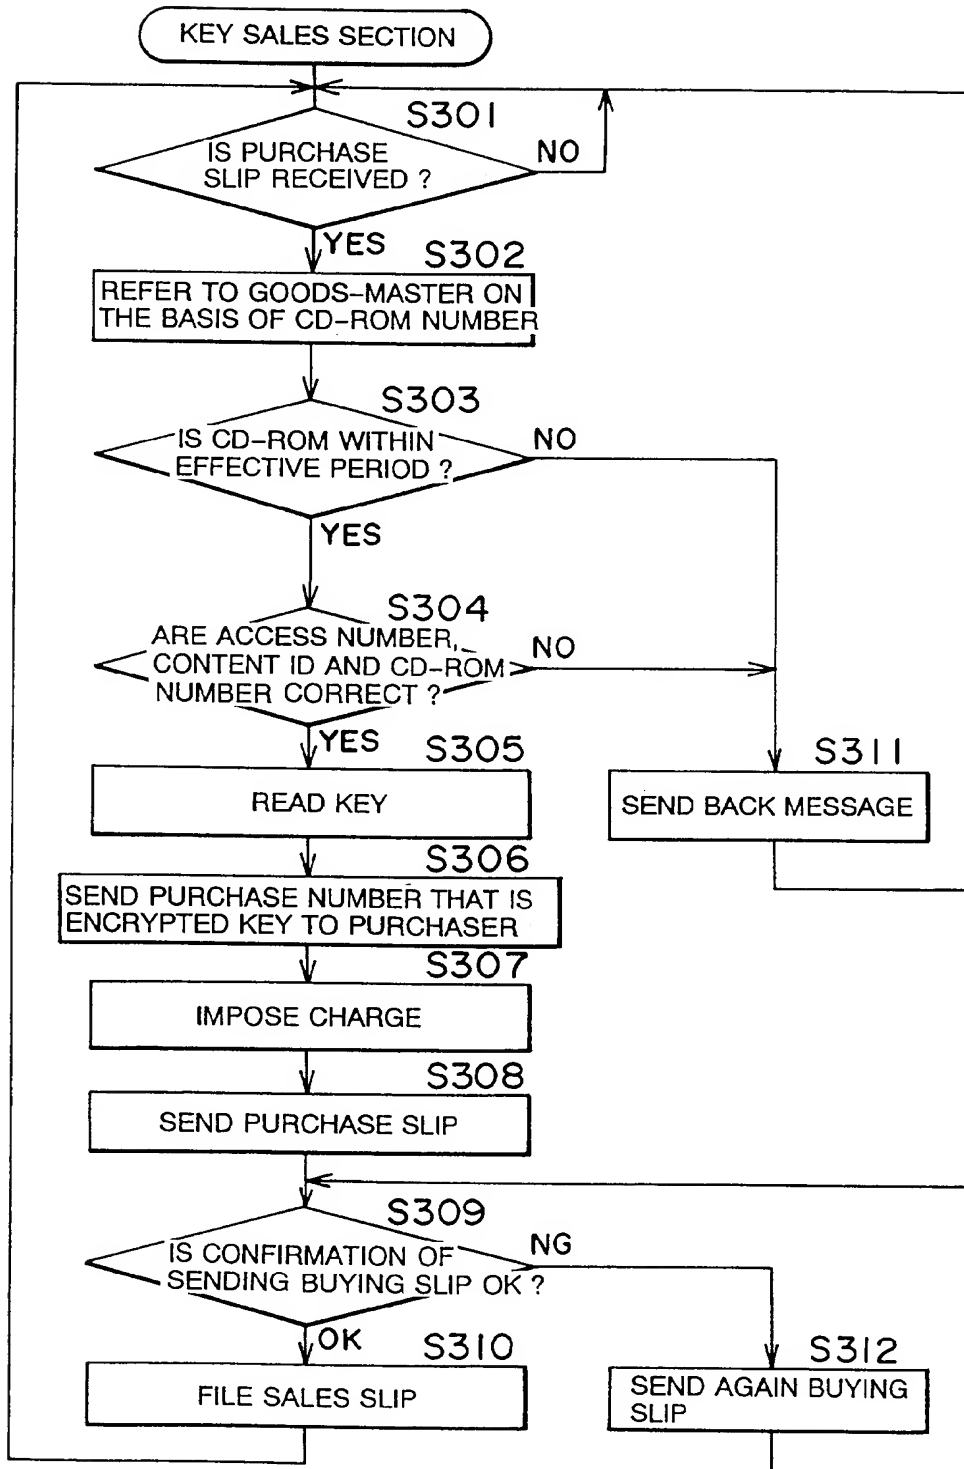 KEY SALES SECTION
S301
IS PURCHASE
SLIP RECEIVED ?
NO
YES
S302
REFER TO GOODS-MASTER ON
THE BASIS OF CD-ROM NUMBER
S303
IS CD-ROM WITHIN
EFFECTIVE PERIOD ?
NO
YES
S304
ARE ACCESS NUMBER,
CONTENT ID AND CD-ROM
NUMBER CORRECT ?
NO
YES
S305
READ KEY
S311
SEND BACK MESSAGE
S306
SEND PURCHASE NUMBER THAT IS
ENCRYPTED KEY TO PURCHASER
S307
IMPOSE CHARGE
S308
SEND PURCHASE SLIP
S309
IS CONFIRMATION OF
SENDING BUYING SLIP OK ?
NG
OK
S310
FILE SALES SLIP
S312
SEND AGAIN BUYING
SLIP